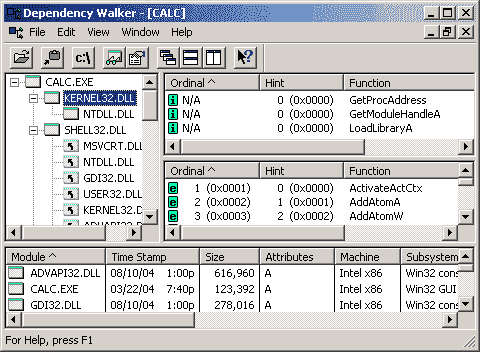 Dependency Walker - [CALC]
File Edit View Window Help
c:\
CALC.EXE
KERNEL32.DLL
NTDLL.DLL
SHELL32.DLL
MSVCRT.DLL
NTDLL.DLL
GDI32.DLL
USER32.DLL
KERNEL32.D
Ordinal ^ Hint Function
N/A 0 (0x0000) GetProcAddress
N/A 0 (0x0000) GetModuleHandleA
N/A 0 (0x0000) LoadLibraryA
Ordinal ^ Hint Function
1 (0x0001) 0 (0x0000) ActivateActCtx
2 (0x0002) 1 (0x0001) AddAtomA
3 (0x0003) 2 (0x0002) AddAtomW
Module ^ Time Stamp Size Attributes Machine Subsystem
ADVAPI32.DLL 08/10/04 1:00p 616,960 A Intel x86 Win32 cons
CALC.EXE 03/22/04 7:40p 123,392 A Intel x86 Win32 GUI
GDI32.DLL 08/10/04 1:00p 278,016 A Intel x86 Win32 cons
For Help, press F1